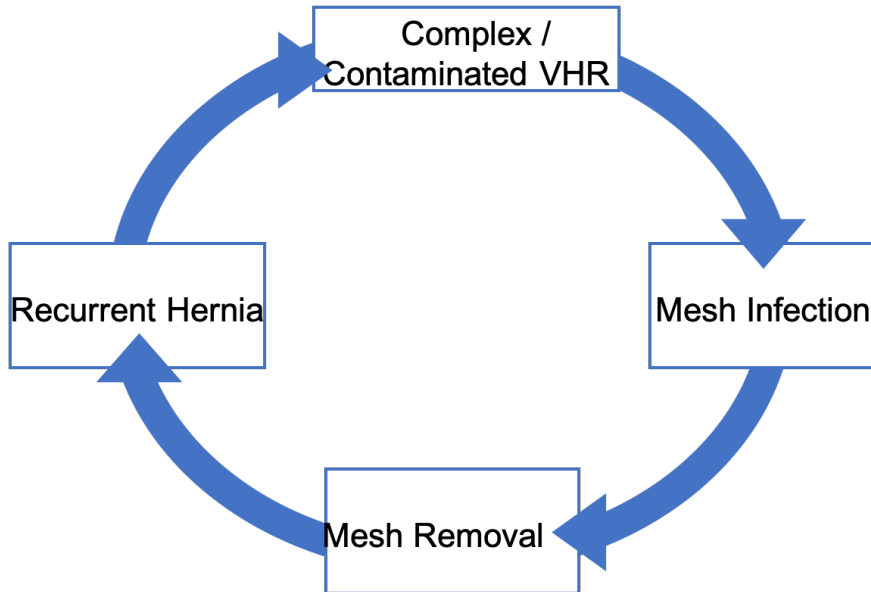 Complex /
Contaminated VHR
Recurrent Hernia
Mesh Infection
Mesh Removal